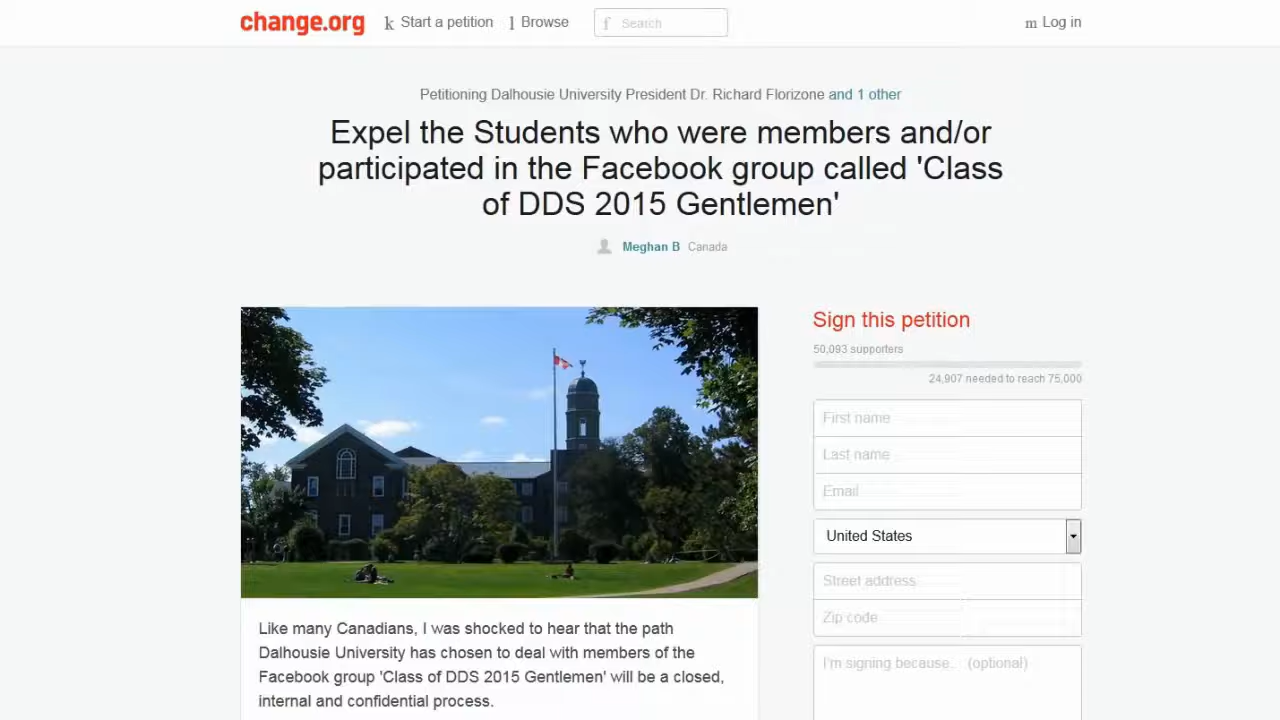 change.org k Start a petition l Browse f Search m Log in
Petitioning Dalhousie University President Dr. Richard Florizone and 1 other
Expel the Students who were members and/or
participated in the Facebook group called 'Class
of DDS 2015 Gentlemen'
Meghan B Canada
Sign this petition
50,093 supporters
24,907 needed to reach 75,000
First name
Last name
Email
United States
Street address
Zip code
I'm signing because... (optional)
Like many Canadians, I was shocked to hear that the path
Dalhousie University has chosen to deal with members of the
Facebook group 'Class of DDS 2015 Gentlemen' will be a closed,
internal and confidential process.